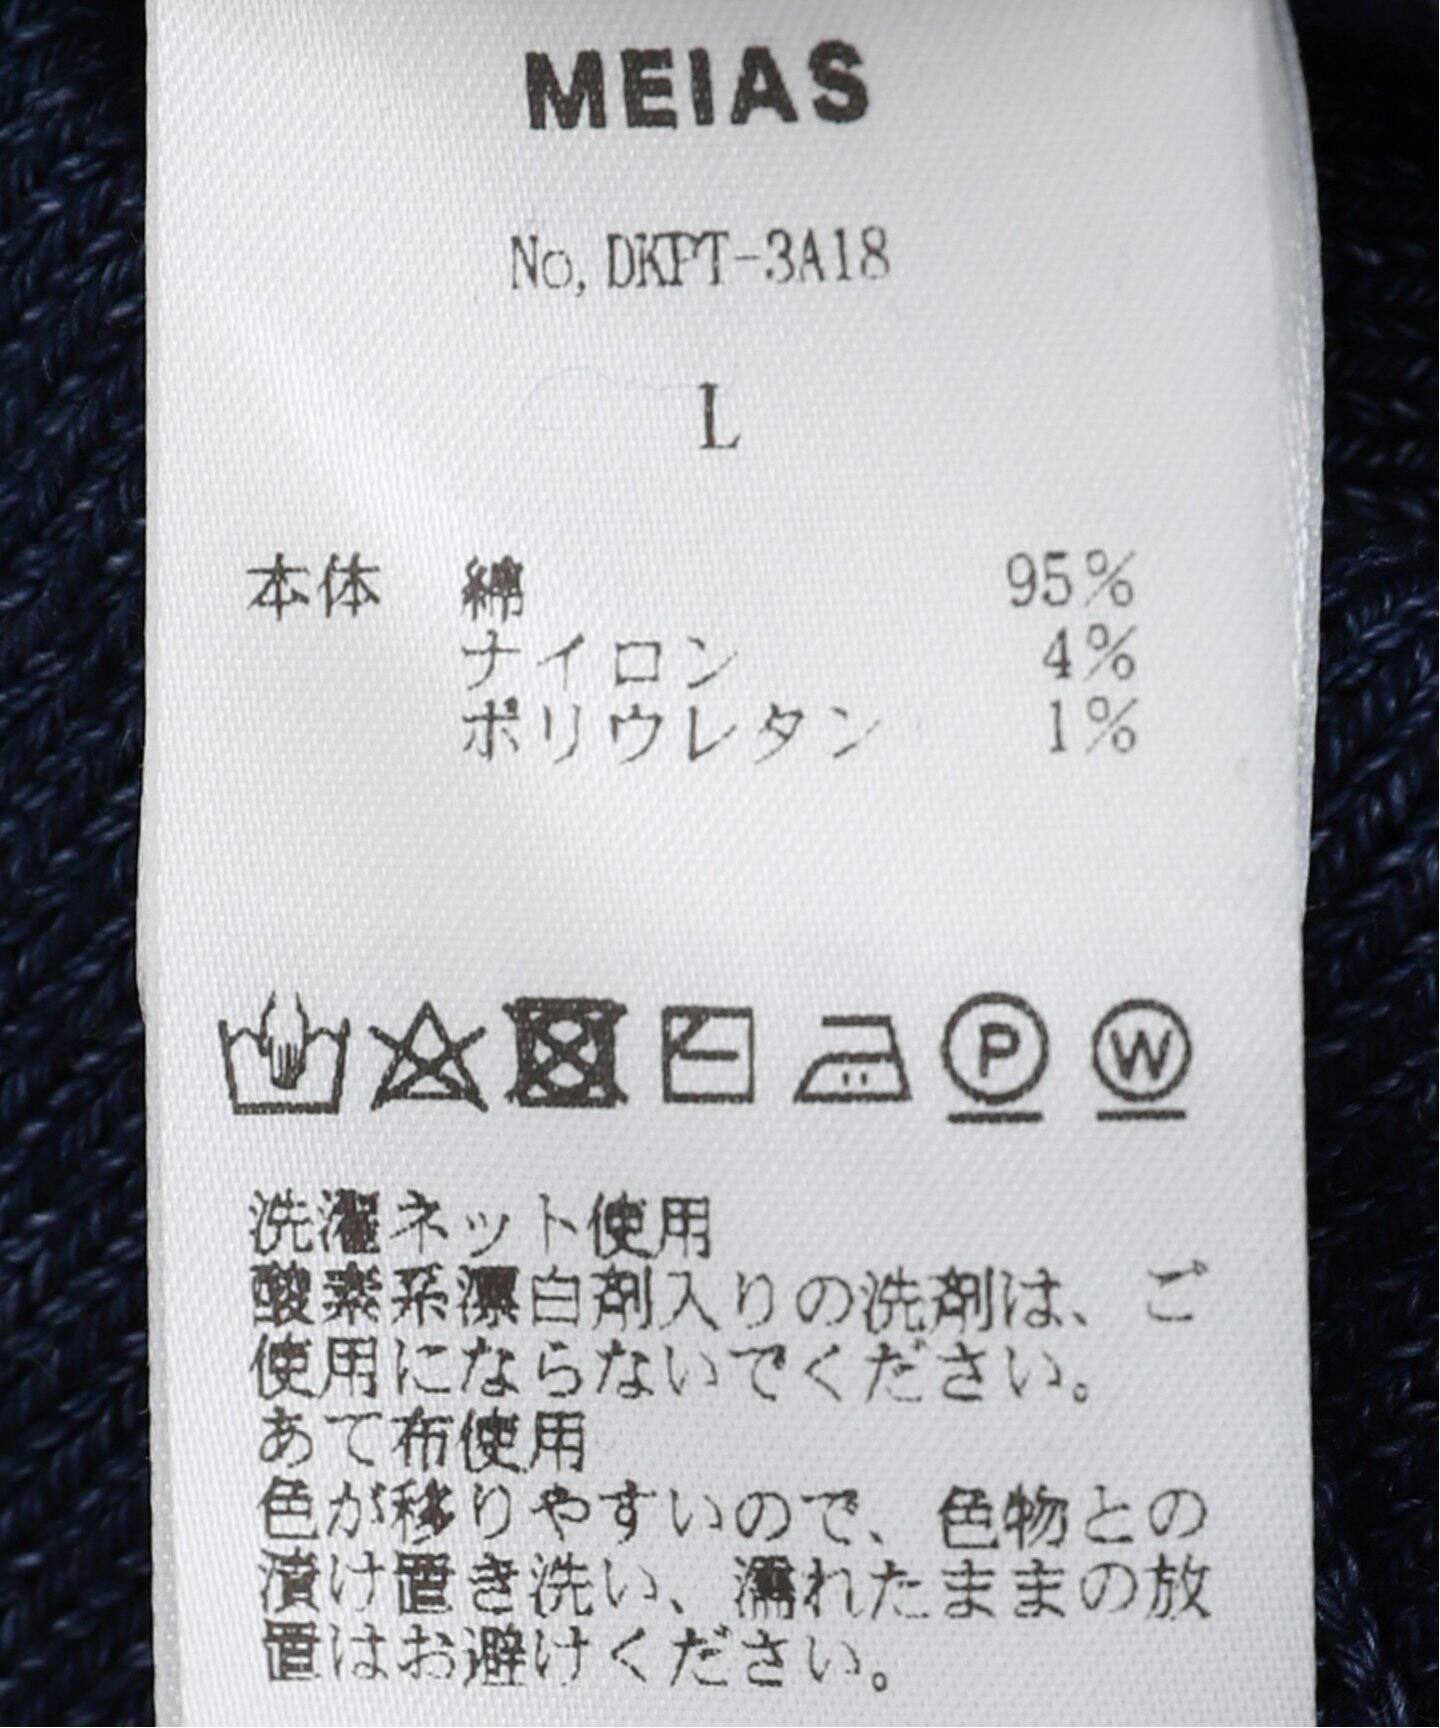 MEIAS
No, DKPT-3A18
L
本体 綿 95%
ナイロン 4%
ポリウレタン 1%
P W
洗濯ネット使用
酸素系漂白剤入りの洗剤は、ご
使用にならないでください。
あて布使用
色が移りやすいので、色物との
漬け置き洗い、濡れたままの放
置はお避けください。